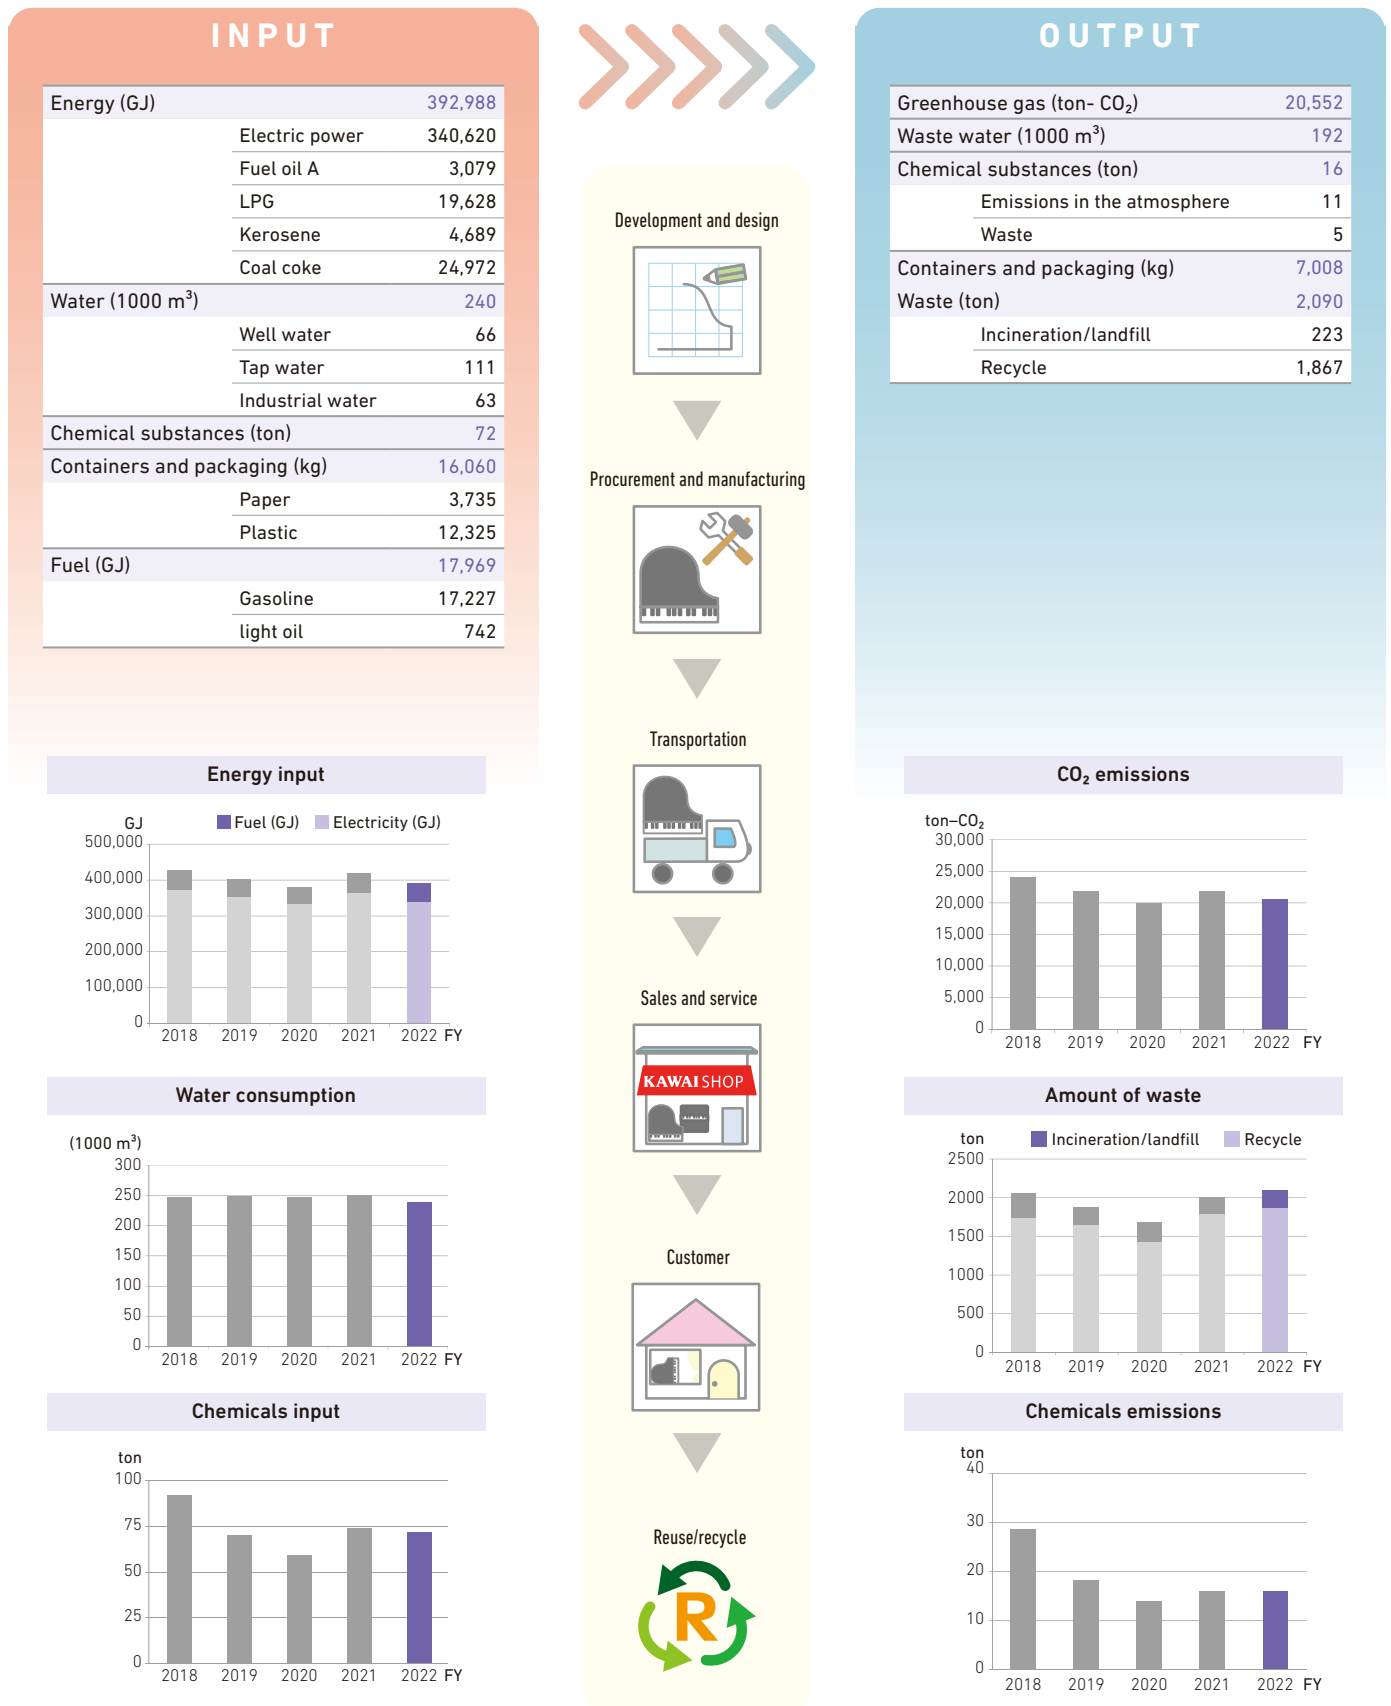 INPUT
Energy (GJ) 392,988
Electric power 340,620
Fuel oil A 3,079
LPG 19,628
Kerosene 4,689
Coal coke 24,972
Water (1000 m³) 240
Well water 66
Tap water 111
Industrial water 63
Chemical substances (ton) 72
Containers and packaging (kg) 16,060
Paper 3,735
Plastic 12,325
Fuel (GJ) 17,969
Gasoline 17,227
light oil 742
Energy input
GJ
Fuel (GJ) Electricity (GJ)
500,000
400,000
300,000
200,000
100,000
0
2018 2019 2020 2021 2022 FY
Water consumption
(1000 m³)
300
250
200
150
100
50
0
2018 2019 2020 2021 2022 FY
Chemicals input
ton
100
75
50
25
0
2018 2019 2020 2021 2022 FY
Development and design
Procurement and manufacturing
Transportation
Sales and service
KAWAI SHOP
Customer
Reuse/recycle
R
OUTPUT
Greenhouse gas (ton- CO₂) 20,552
Waste water (1000 m³) 192
Chemical substances (ton) 16
Emissions in the atmosphere 11
Waste 5
Containers and packaging (kg) 7,008
Waste (ton) 2,090
Incineration/landfill 223
Recycle 1,867
CO₂ emissions
ton–CO₂
30,000
25,000
20,000
15,000
10,000
5,000
0
2018 2019 2020 2021 2022 FY
Amount of waste
ton
Incineration/landfill Recycle
2500
2000
1500
1000
500
0
2018 2019 2020 2021 2022 FY
Chemicals emissions
ton
40
30
20
10
0
2018 2019 2020 2021 2022 FY